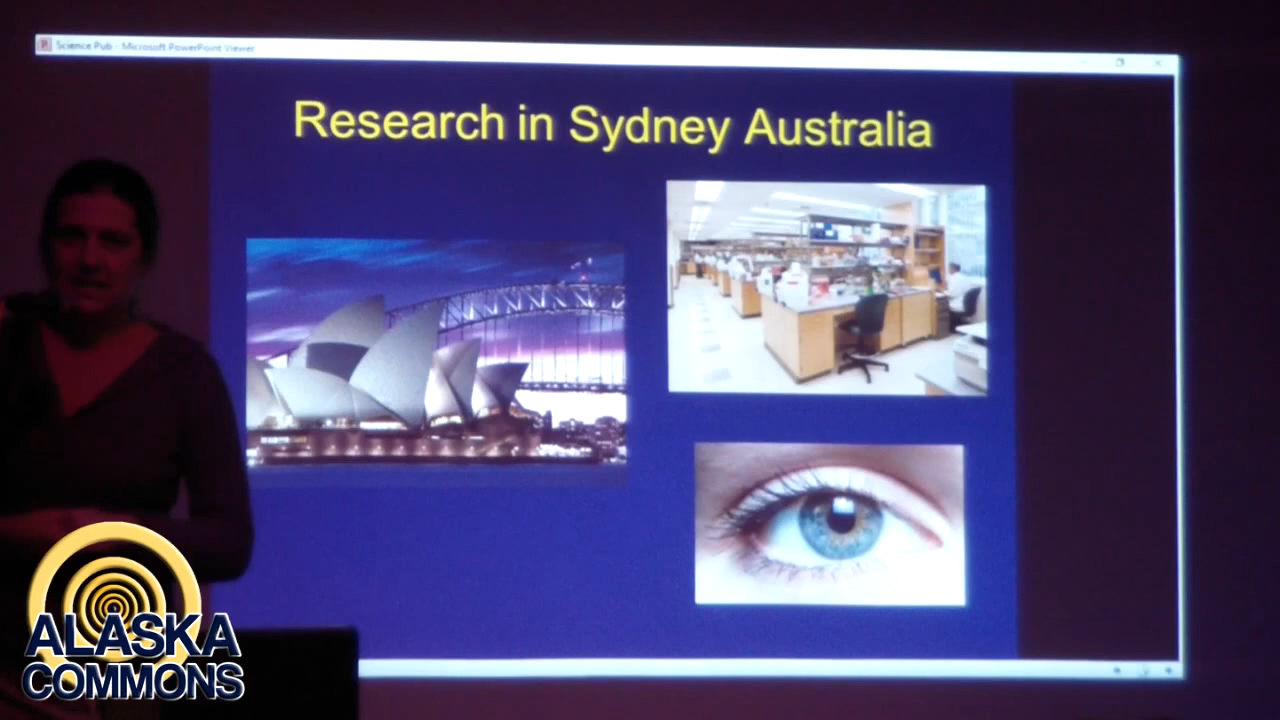 Science Pub - Microsoft PowerPoint Viewer
Research in Sydney Australia
ALASKA
COMMONS